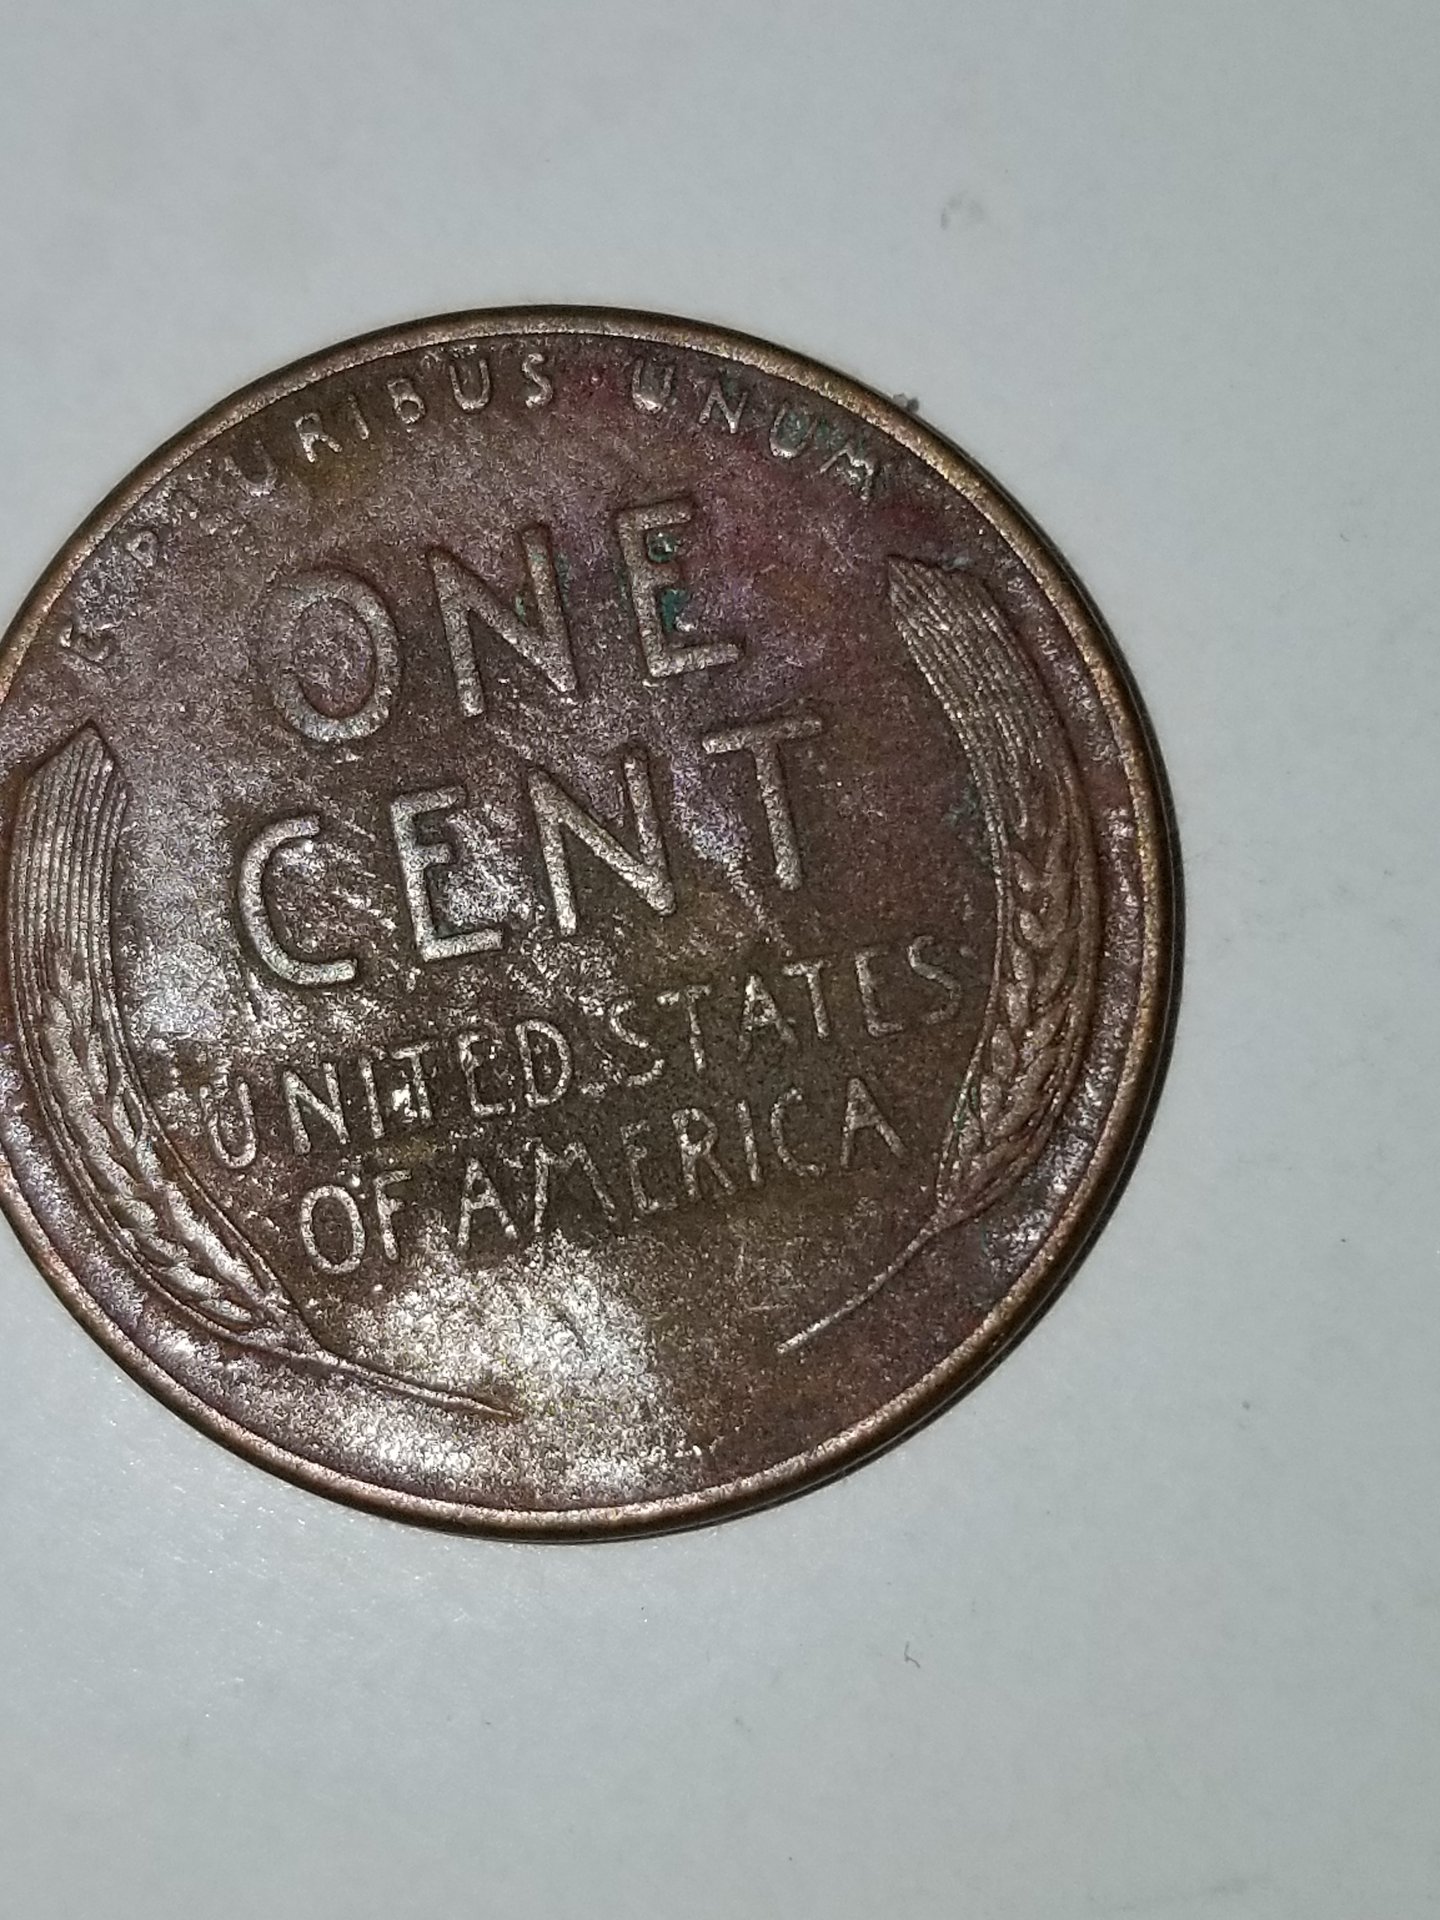 E PLURIBUS·UNUM
ONE
CENT
UNITED·STATES
OF AMERICA